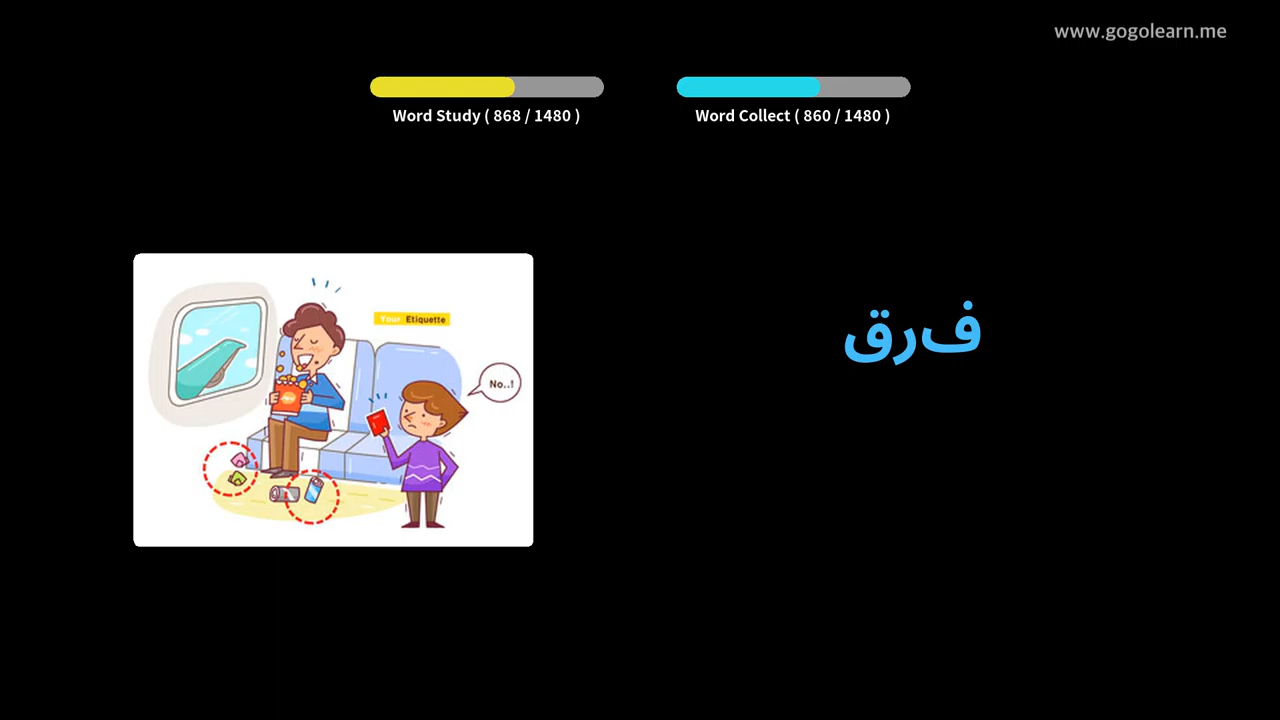 www.gogolearn.me
Word Study ( 868 / 1480 )
Word Collect ( 860 / 1480 )
Your Etiquette
No..!
فرق